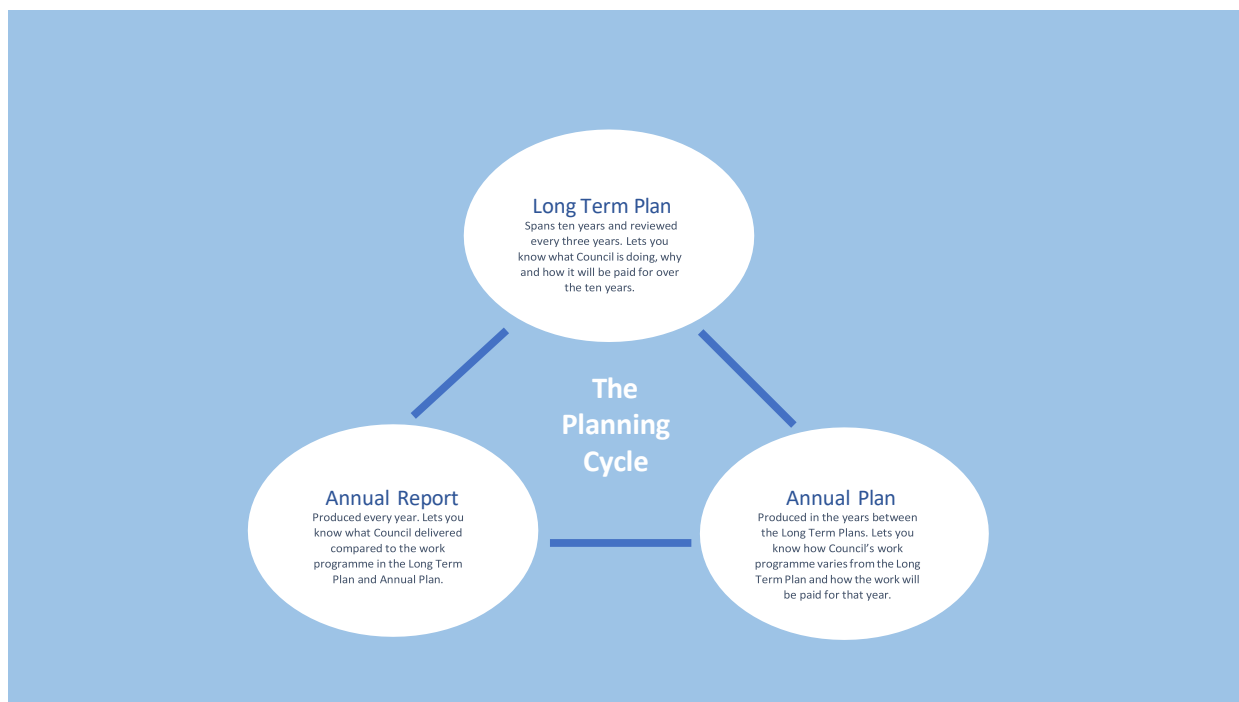 Long Term Plan
Spans ten years and reviewed
every three years. Lets you
know what Council is doing, why
and how it will be paid for over
the ten years.
The
Planning
Cycle
Annual Report
Produced every year. Lets you
know what Council delivered
compared to the work
programme in the Long Term
Plan and Annual Plan.
Annual Plan
Produced in the years between
the Long Term Plans. Lets you
know how Council’s work
programme varies from the Long
Term Plan and how the work will
be paid for that year.